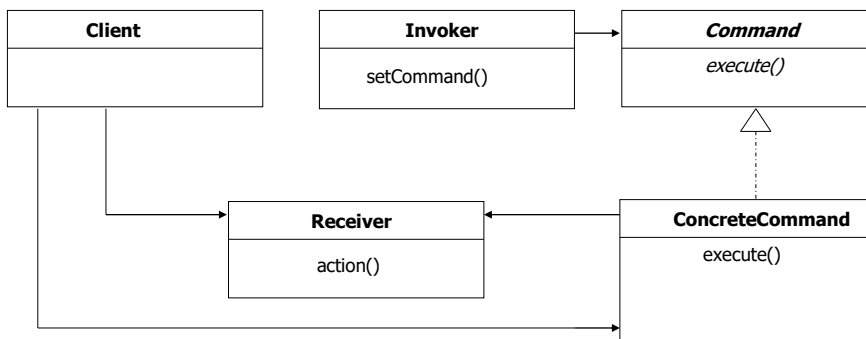 Client
Invoker
setCommand()
Command
execute()
Receiver
action()
ConcreteCommand
execute()